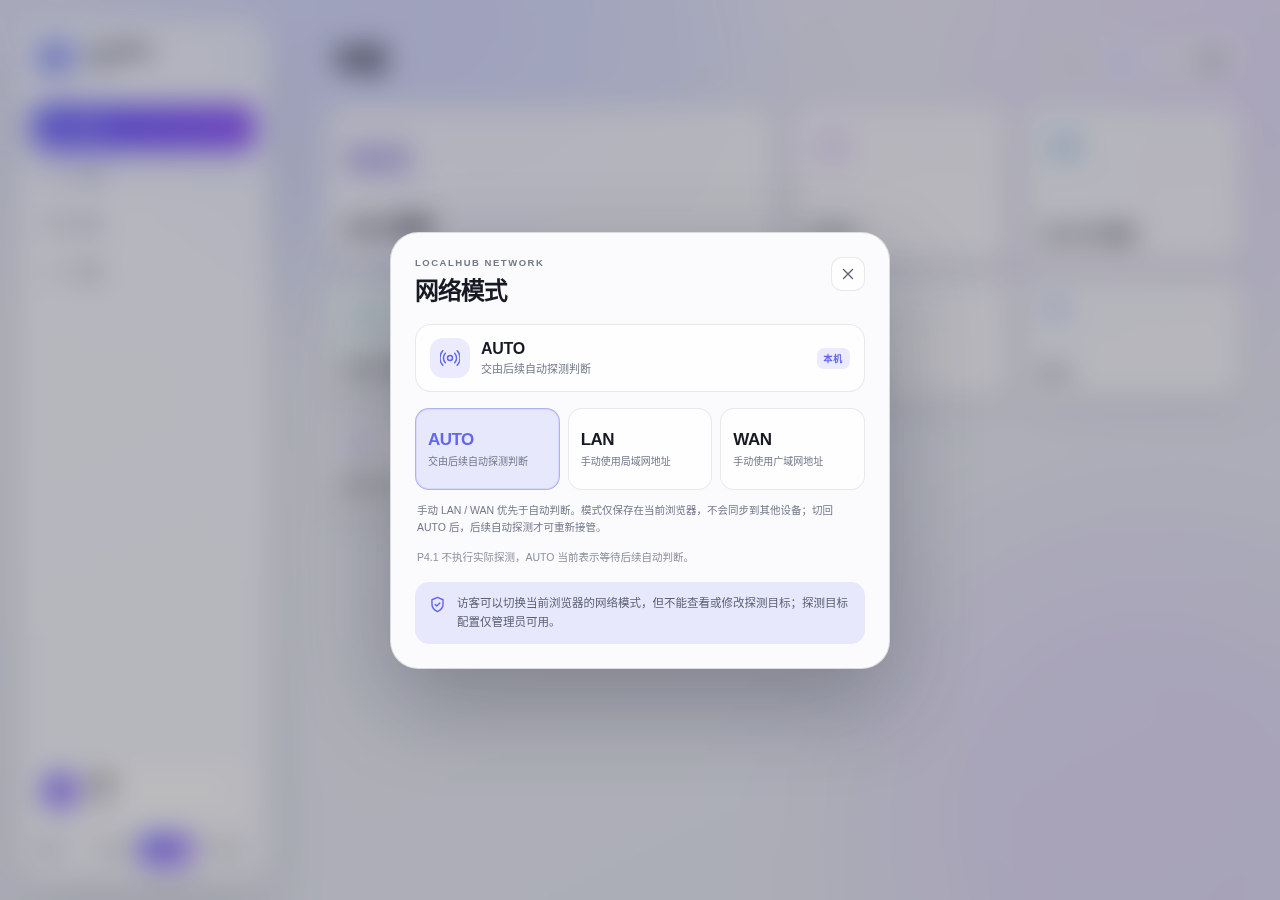 LOCALHUB NETWORK
网络模式
AUTO
交由后续自动探测判断
本机
AUTO
交由后续自动探测判断
LAN
手动使用局域网地址
WAN
手动使用广域网地址
手动 LAN / WAN 优先于自动判断。模式仅保存在当前浏览器，不会同步到其他设备；切回
AUTO 后，后续自动探测才可重新接管。
P4.1 不执行实际探测，AUTO 当前表示等待后续自动判断。
访客可以切换当前浏览器的网络模式，但不能查看或修改探测目标；探测目标
配置仅管理员可用。